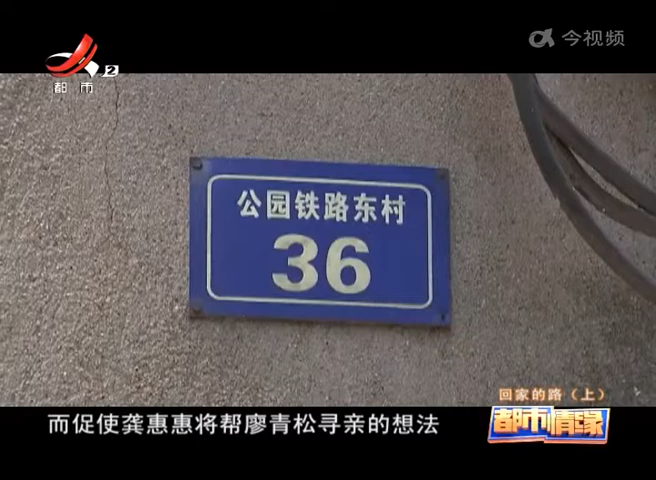 2
都市
今视频
公园铁路东村
36
回家的路（上）
都市情缘
而促使龚惠惠将帮廖青松寻亲的想法